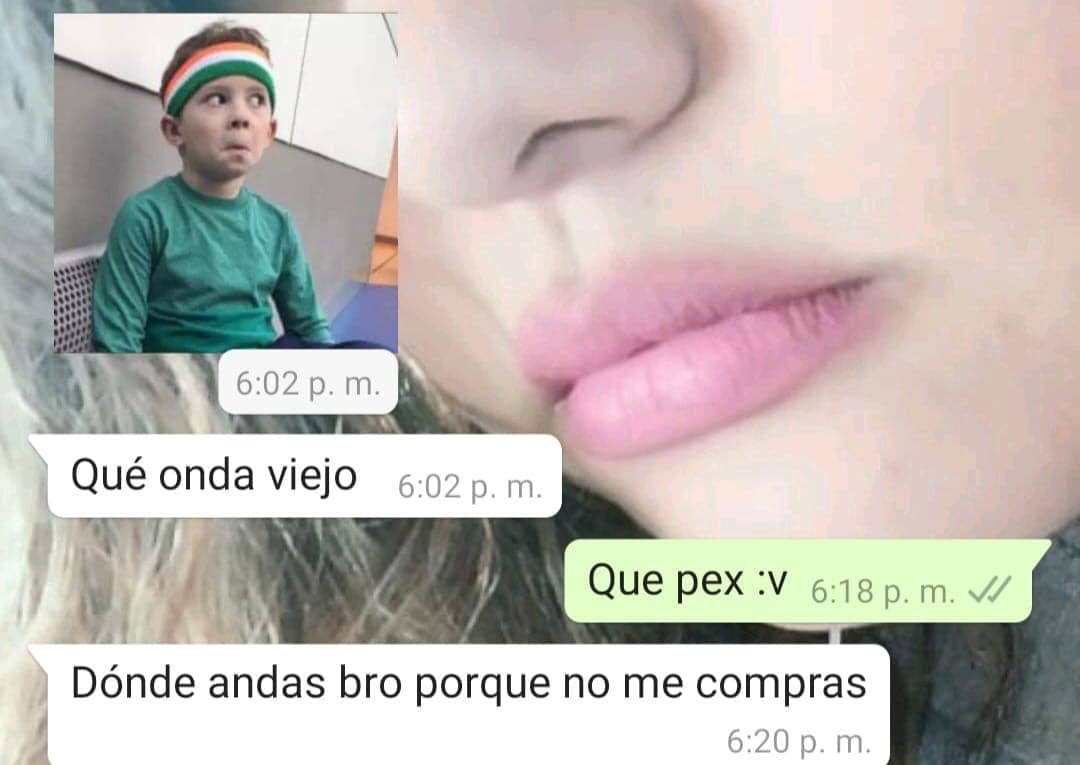 6:02 p. m.
Qué onda viejo 6:02 p. m.
Que pex :v 6:18 p. m.
Dónde andas bro porque no me compras
6:20 p. m.